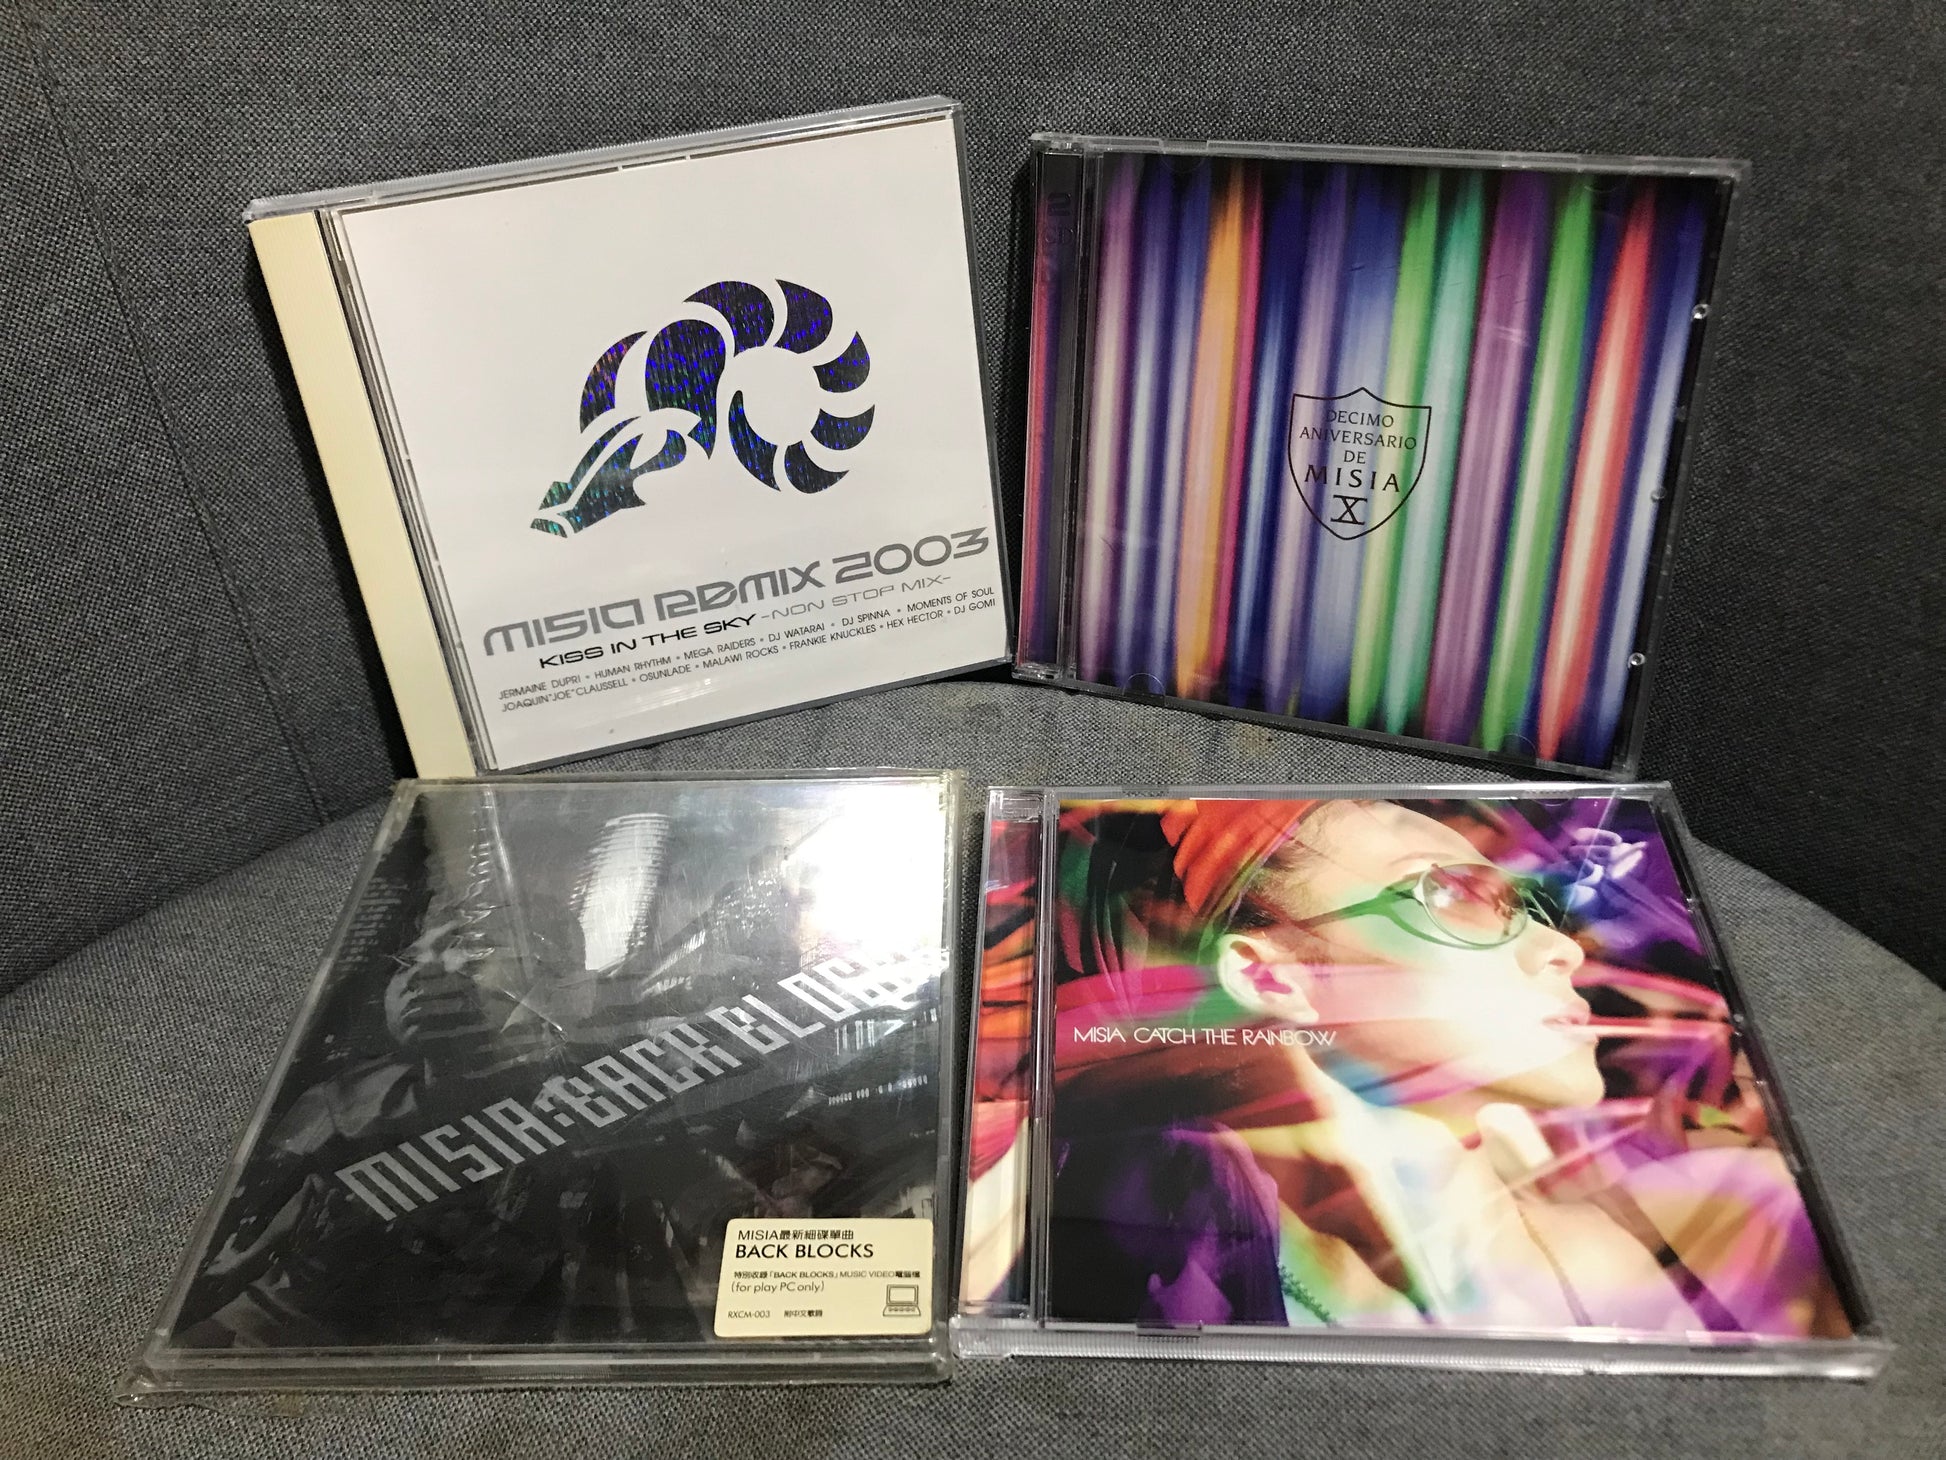 MISIA REMIX 2003
KISS IN THE SKY -NON STOP MIX-
JERMAINE DUPRI • HUMAN RHYTHM • MEGA RAIDERS • DJ WATARAI • DJ SPINNA • MOMENTS OF SOUL
JOAQUIN "JOE" CLAUSSELL • OSUNLADE • MALAWI ROCKS • FRANKIE KNUCKLES • HEX HECTOR • DJ GOMI
DECIMO
ANIVERSARIO
DE
MISIA
X
MISIA:BACK BLOCKS
MISIA最新細碟單曲
BACK BLOCKS
特別收錄「BACK BLOCKS」MUSIC VIDEO電腦檔
(for play PC only)
RXCM-003 附中文歌詞
MISIA CATCH THE RAINBOW